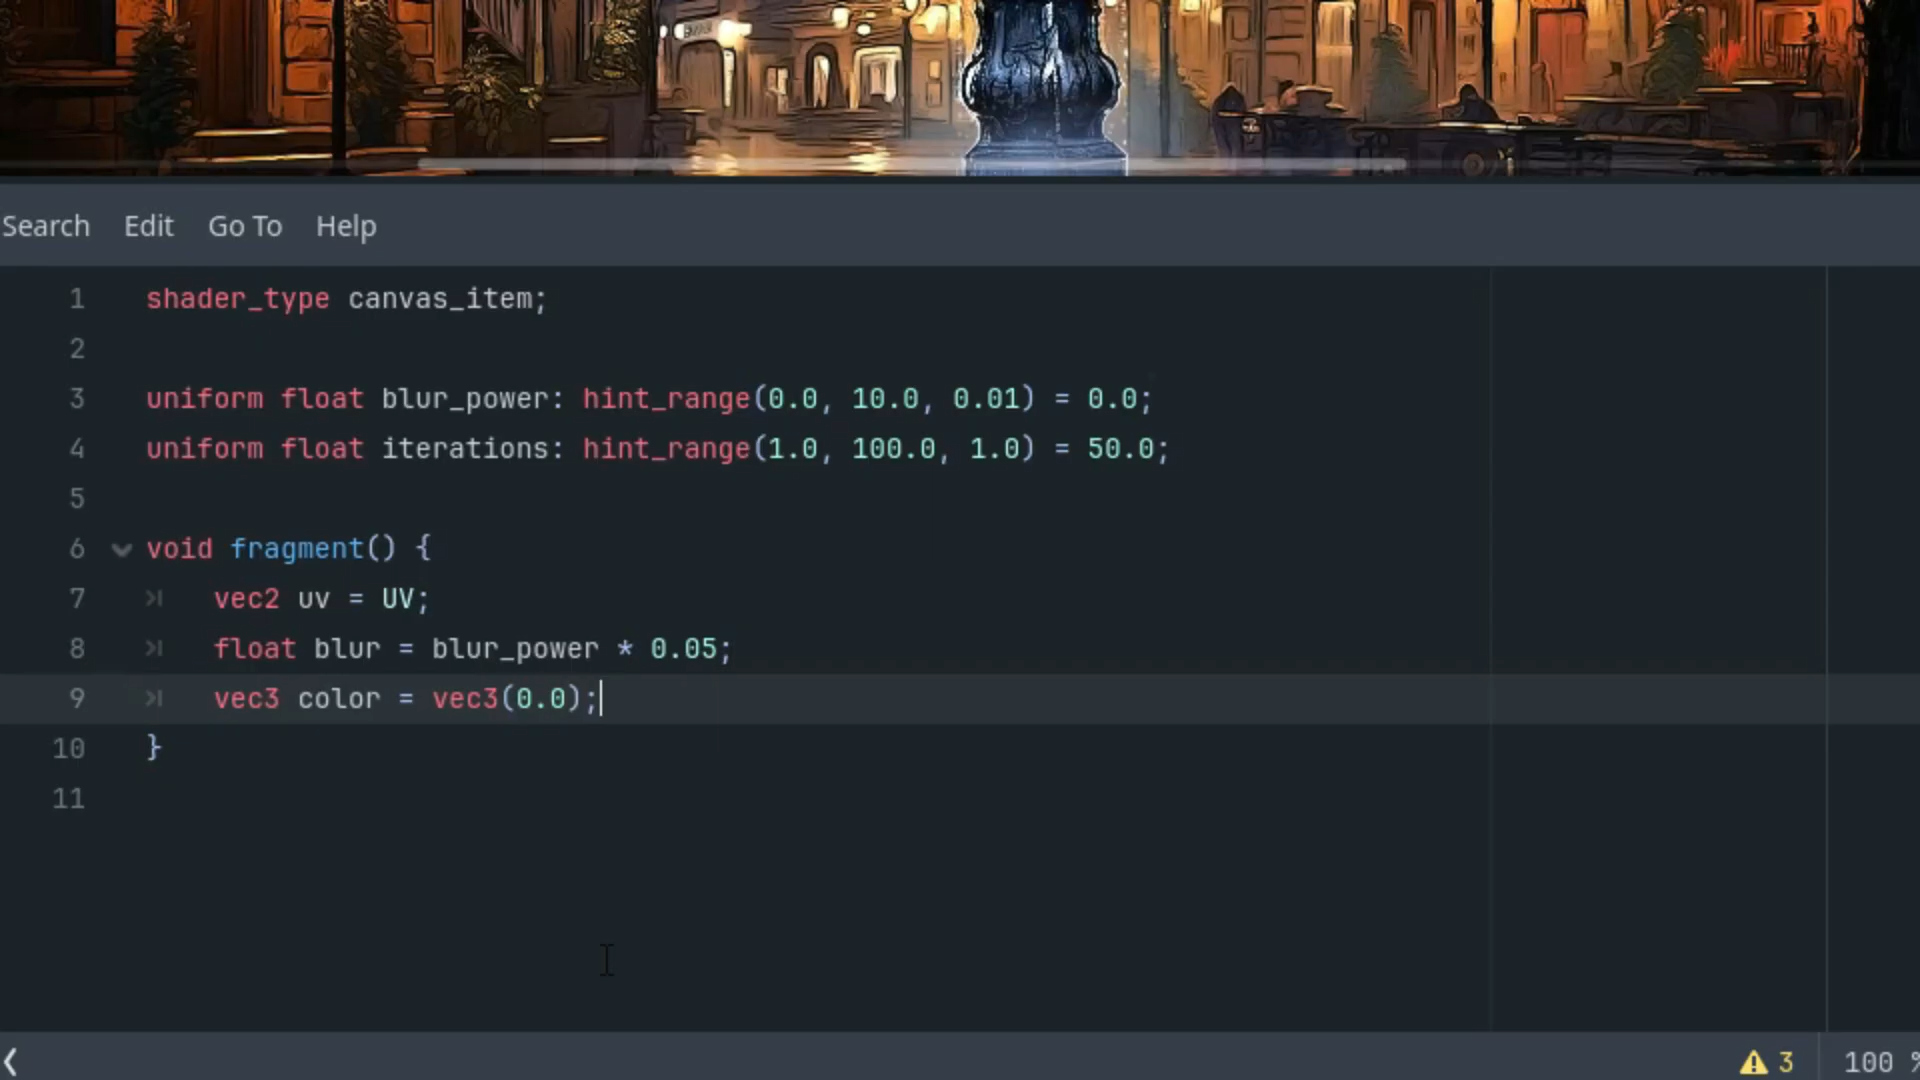 Search Edit Go To Help
1 shader_type canvas_item;
2
3 uniform float blur_power: hint_range(0.0, 10.0, 0.01) = 0.0;
4 uniform float iterations: hint_range(1.0, 100.0, 1.0) = 50.0;
5
6 void fragment() {
7 vec2 uv = UV;
8 float blur = blur_power * 0.05;
9 vec3 color = vec3(0.0);
10 }
11
3 100 %